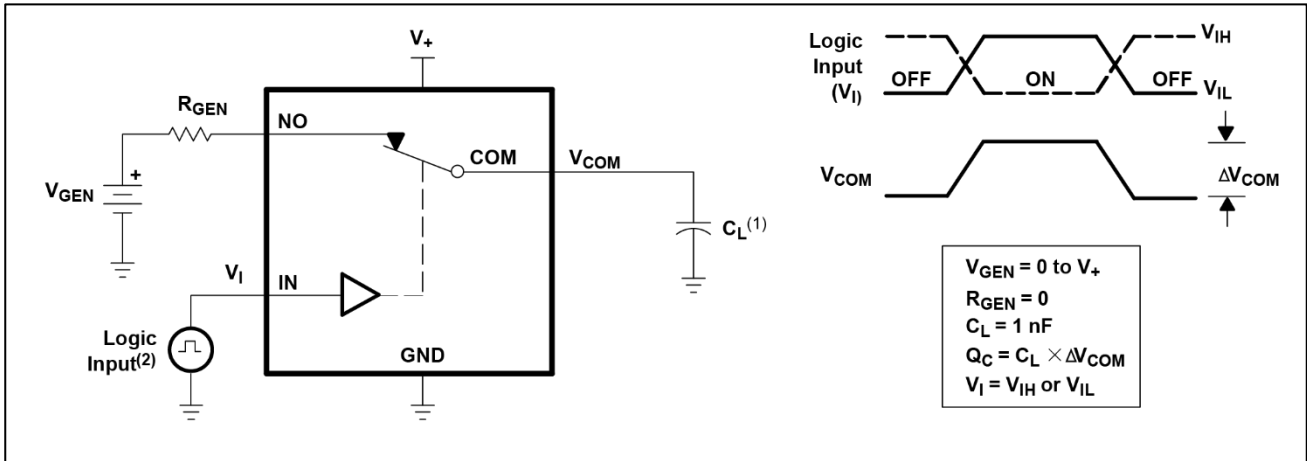 V+
RGEN
NO
COM
VCOM
VGEN
+
CL(1)
VI
IN
Logic
Input(2)
GND
Logic
Input
(VI)
OFF
ON
OFF
VIH
VIL
VCOM
ΔVCOM
VGEN = 0 to V+
RGEN = 0
CL = 1 nF
QC = CL × ΔVCOM
VI = VIH or VIL